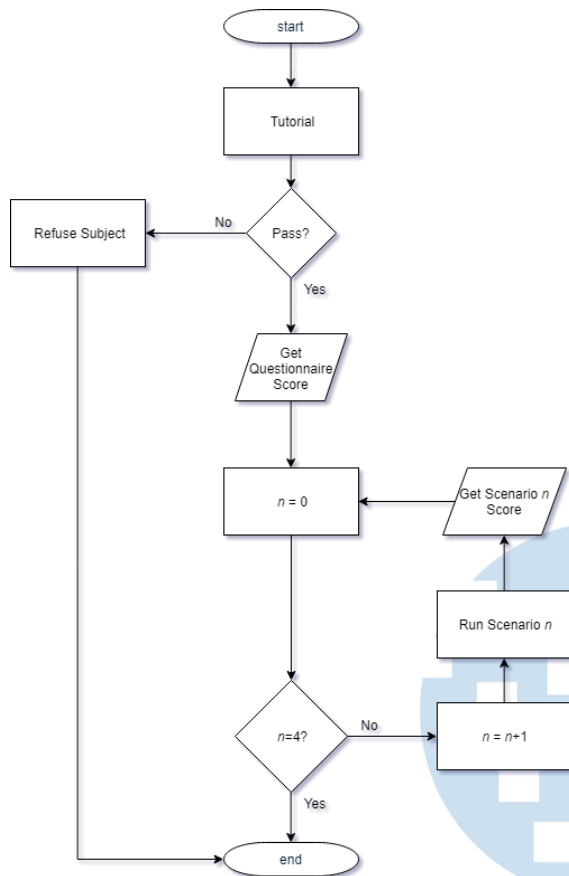 start
Tutorial
Pass?
No
Refuse Subject
Yes
Get
Questionnaire
Score
n = 0
Get Scenario n
Score
Run Scenario n
n=4?
No
n = n+1
Yes
end